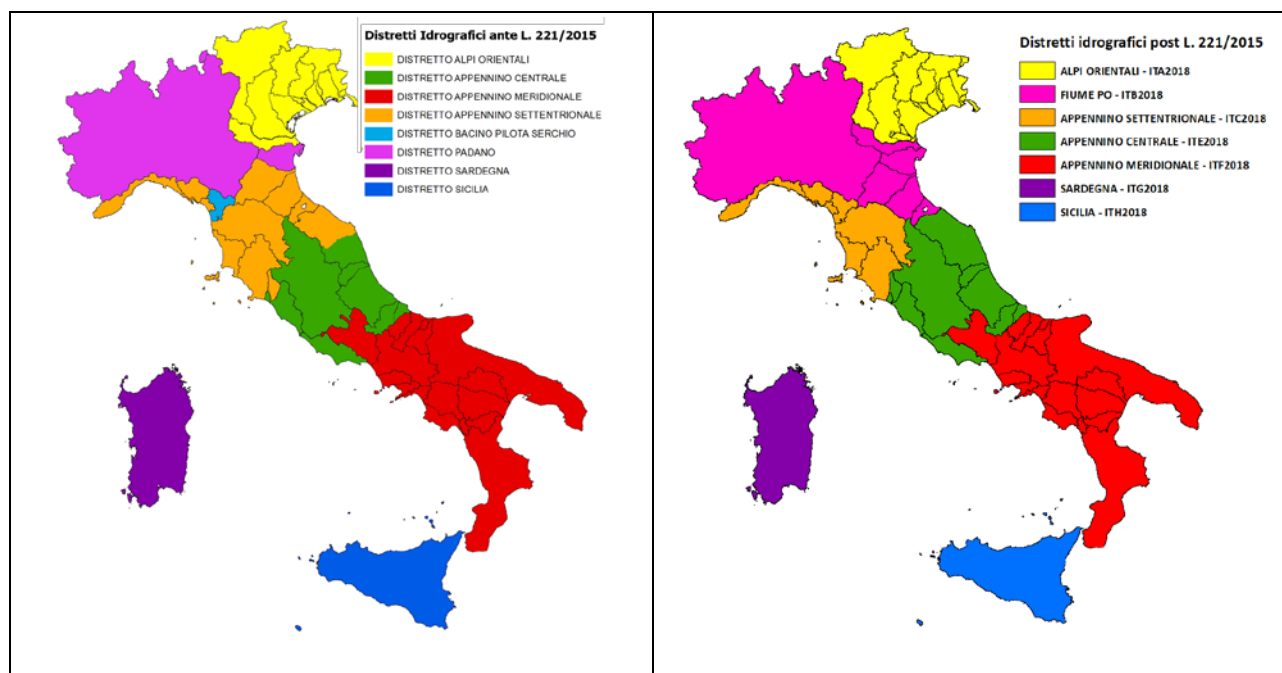 Distretti Idrografici ante L. 221/2015
DISTRETTO ALPI ORIENTALI
DISTRETTO APPENNINO CENTRALE
DISTRETTO APPENNINO MERIDIONALE
DISTRETTO APPENNINO SETTENTRIONALE
DISTRETTO BACINO PILOTA SERCHIO
DISTRETTO PADANO
DISTRETTO SARDEGNA
DISTRETTO SICILIA
Distretti idrografici post L. 221/2015
ALPI ORIENTALI - ITA2018
FIUME PO - ITB2018
APPENNINO SETTENTRIONALE - ITC2018
APPENNINO CENTRALE - ITE2018
APPENNINO MERIDIONALE - ITF2018
SARDEGNA - ITG2018
SICILIA - ITH2018